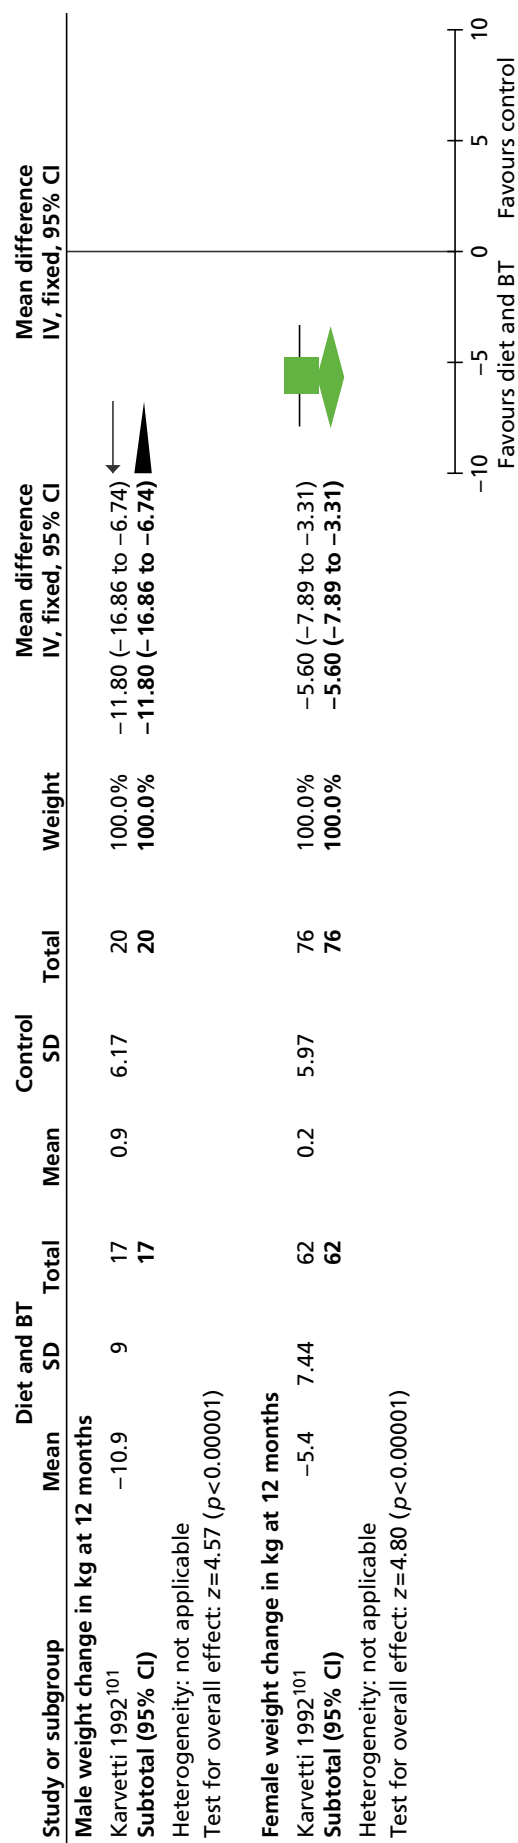 Diet and BT Control Mean difference Mean difference
Study or subgroup Mean SD Total Mean SD Total Weight IV, fixed, 95% CI IV, fixed, 95% CI
Male weight change in kg at 12 months
Karvetti 1992¹⁰¹ −10.9 9 17 0.9 6.17 20 100.0% −11.80 (−16.86 to −6.74)
Subtotal (95% CI) 17 20 100.0% −11.80 (−16.86 to −6.74)
Heterogeneity: not applicable
Test for overall effect: z=4.57 (p<0.00001)
Female weight change in kg at 12 months
Karvetti 1992¹⁰¹ −5.4 7.44 62 0.2 5.97 76 100.0% −5.60 (−7.89 to −3.31)
Subtotal (95% CI) 62 76 100.0% −5.60 (−7.89 to −3.31)
Heterogeneity: not applicable
Test for overall effect: z=4.80 (p<0.00001)
−10 −5 0 5 10
Favours diet and BT Favours control